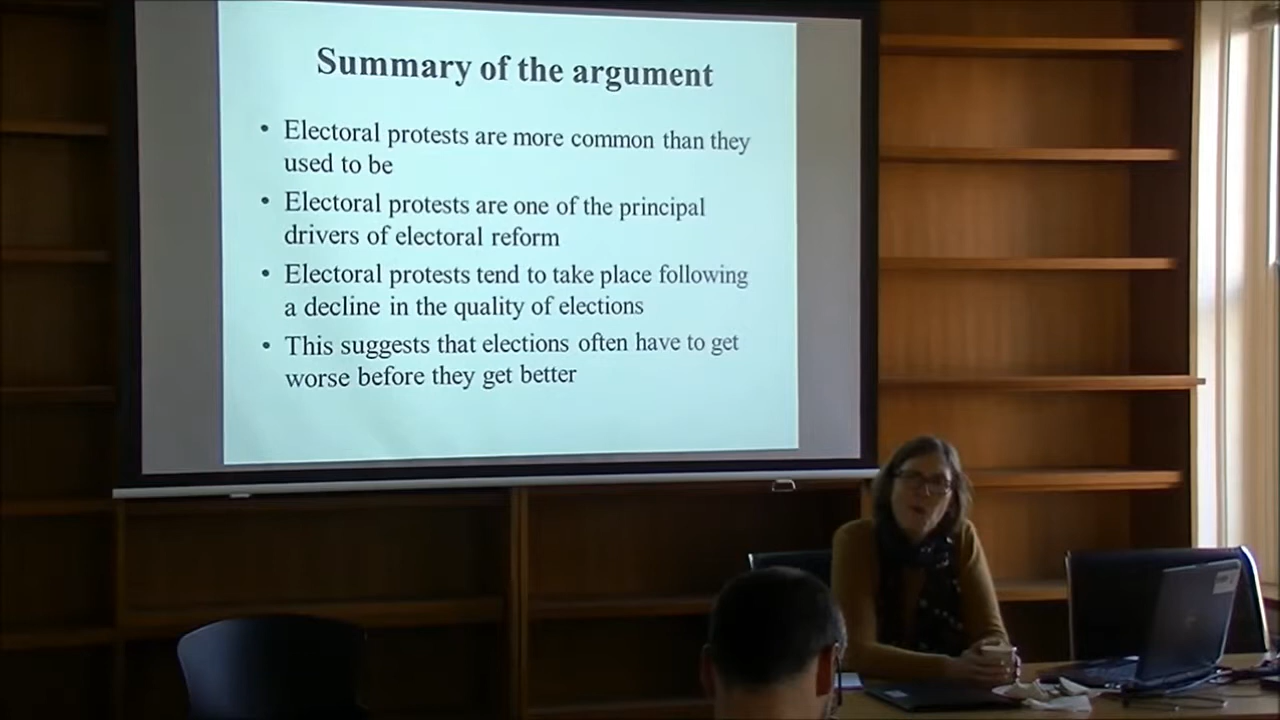 Summary of the argument
• Electoral protests are more common than they
used to be
• Electoral protests are one of the principal
drivers of electoral reform
• Electoral protests tend to take place following
a decline in the quality of elections
• This suggests that elections often have to get
worse before they get better